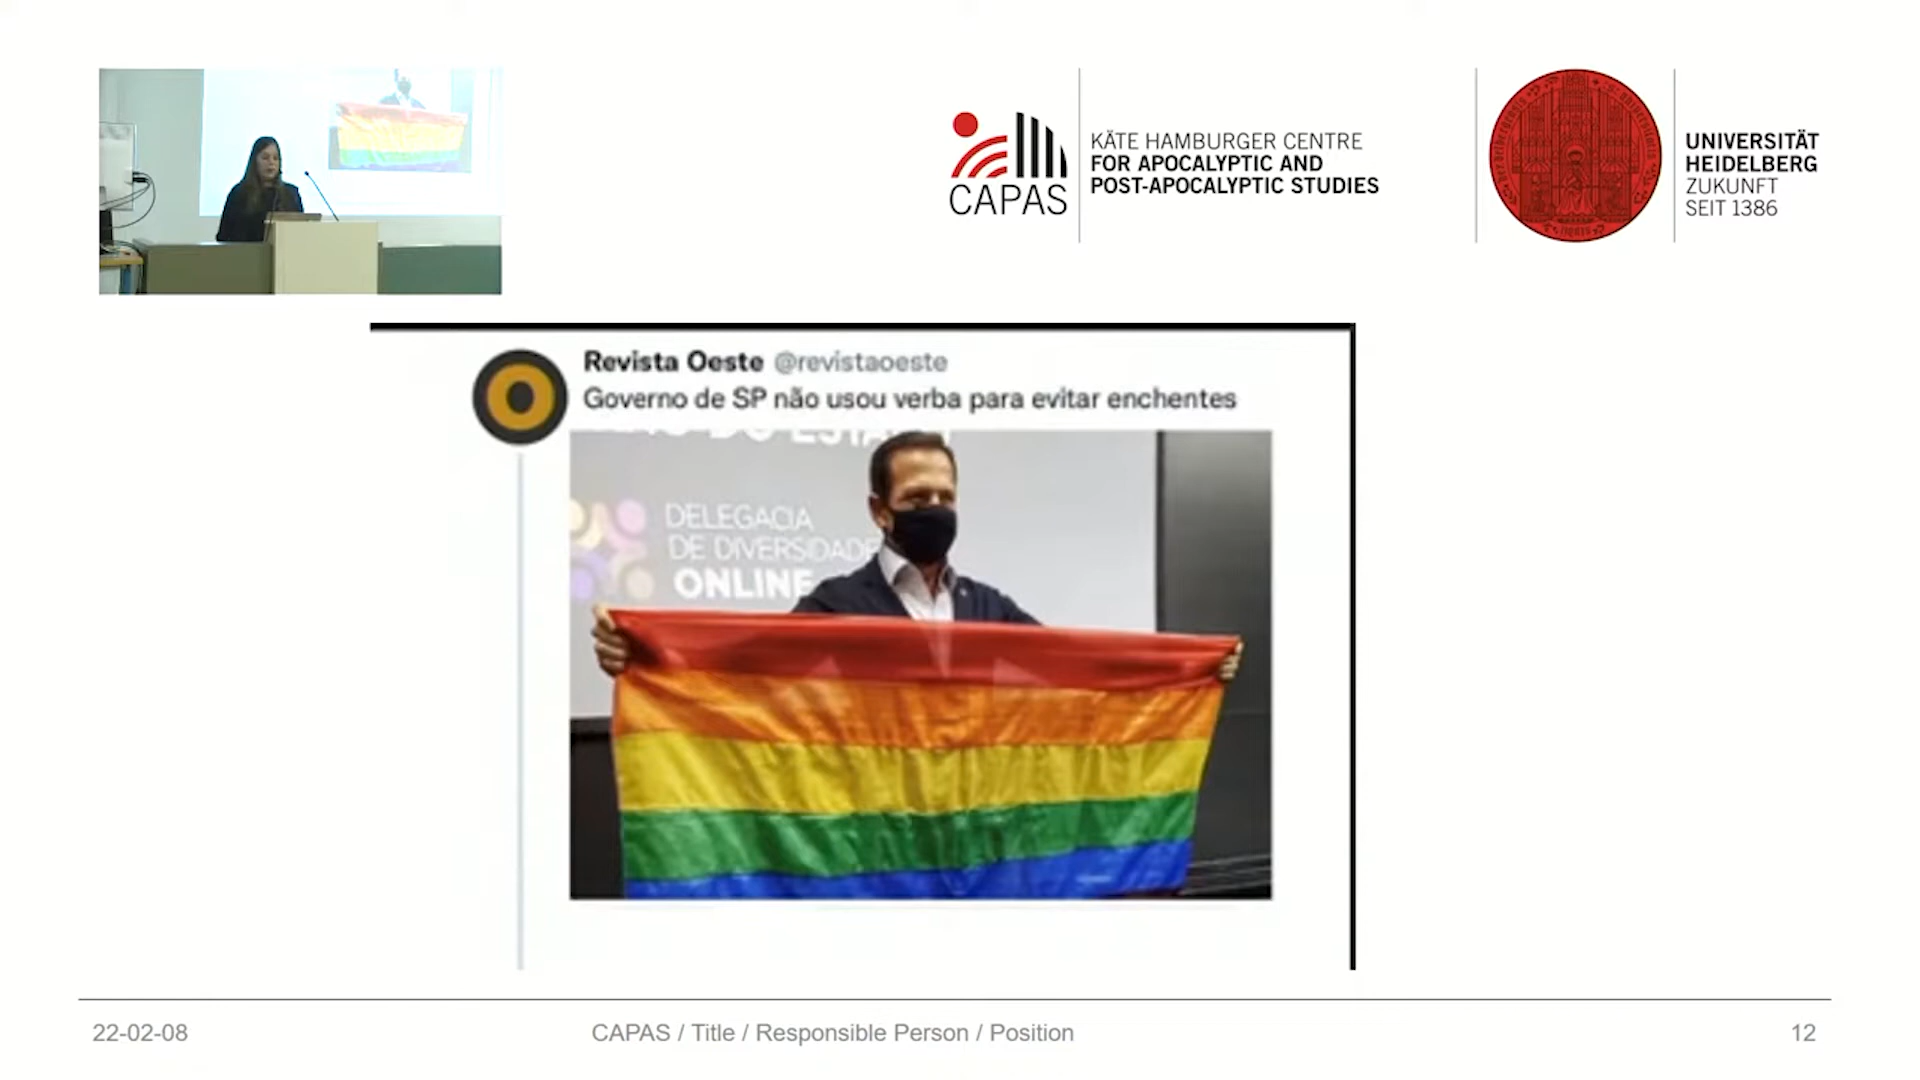 CAPAS
KÄTE HAMBURGER CENTRE
FOR APOCALYPTIC AND
POST-APOCALYPTIC STUDIES
UNIVERSITÄT
HEIDELBERG
ZUKUNFT
SEIT 1386
Revista Oeste @revistaoeste
Governo de SP não usou verba para evitar enchentes
DELEGACIA
DE DIVERSIDADE
ONLINE
22-02-08
CAPAS / Title / Responsible Person / Position
12